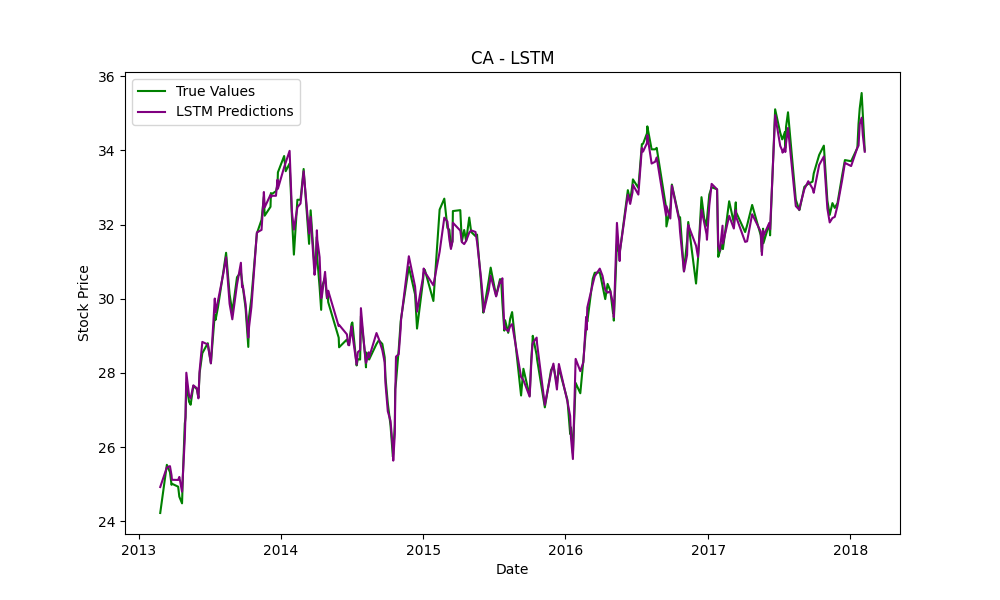 CA - LSTM
True Values
LSTM Predictions
Stock Price
36
34
32
30
28
26
24
2013
2014
2015
2016
2017
2018
Date